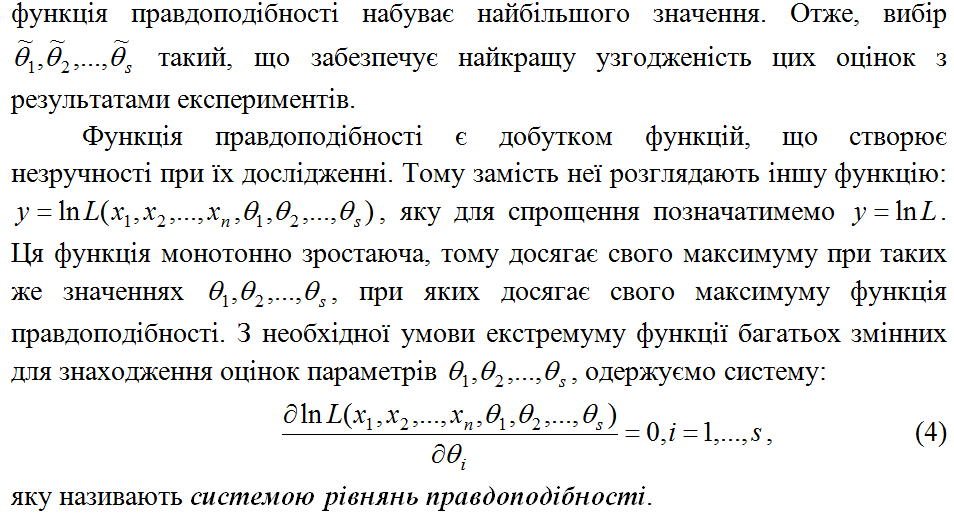 функція правдоподібності набуває найбільшого значення. Отже, вибір
θ̃₁,θ̃₂,...,θ̃ₛ такий, що забезпечує найкращу узгодженість цих оцінок з
результатами експериментів.
Функція правдоподібності є добутком функцій, що створює
незручності при їх дослідженні. Тому замість неї розглядають іншу функцію:
y = ln L(x₁,x₂,...,xₙ,θ₁,θ₂,...,θₛ), яку для спрощення позначатимемо y = ln L.
Ця функція монотонно зростаюча, тому досягає свого максимуму при таких
же значеннях θ₁,θ₂,...,θₛ, при яких досягає свого максимуму функція
правдоподібності. З необхідної умови екстремуму функції багатьох змінних
для знаходження оцінок параметрів θ₁,θ₂,...,θₛ, одержуємо систему:
∂ ln L(x₁,x₂,...,xₙ,θ₁,θ₂,...,θₛ) / ∂θᵢ = 0, i = 1,...,s, (4)
яку називають системою рівнянь правдоподібності.